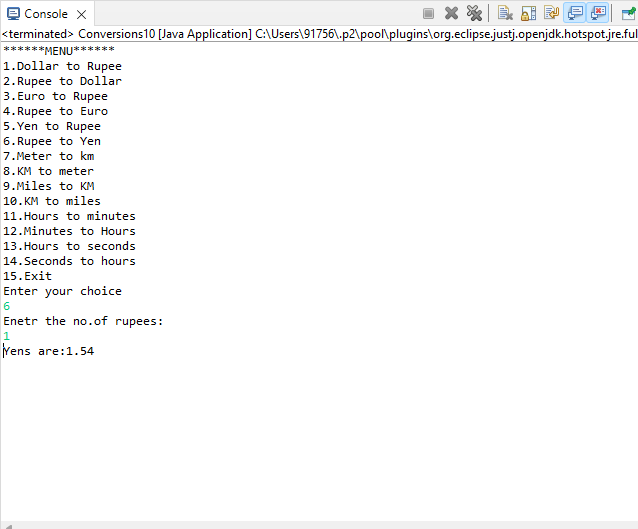 Console
<terminated> Conversions10 [Java Application] C:\Users\91756\.p2\pool\plugins\org.eclipse.justj.openjdk.hotspot.jre.ful
******MENU******
1.Dollar to Rupee
2.Rupee to Dollar
3.Euro to Rupee
4.Rupee to Euro
5.Yen to Rupee
6.Rupee to Yen
7.Meter to km
8.KM to meter
9.Miles to KM
10.KM to miles
11.Hours to minutes
12.Minutes to Hours
13.Hours to seconds
14.Seconds to hours
15.Exit
Enter your choice
6
Enetr the no.of rupees:
1
Yens are:1.54